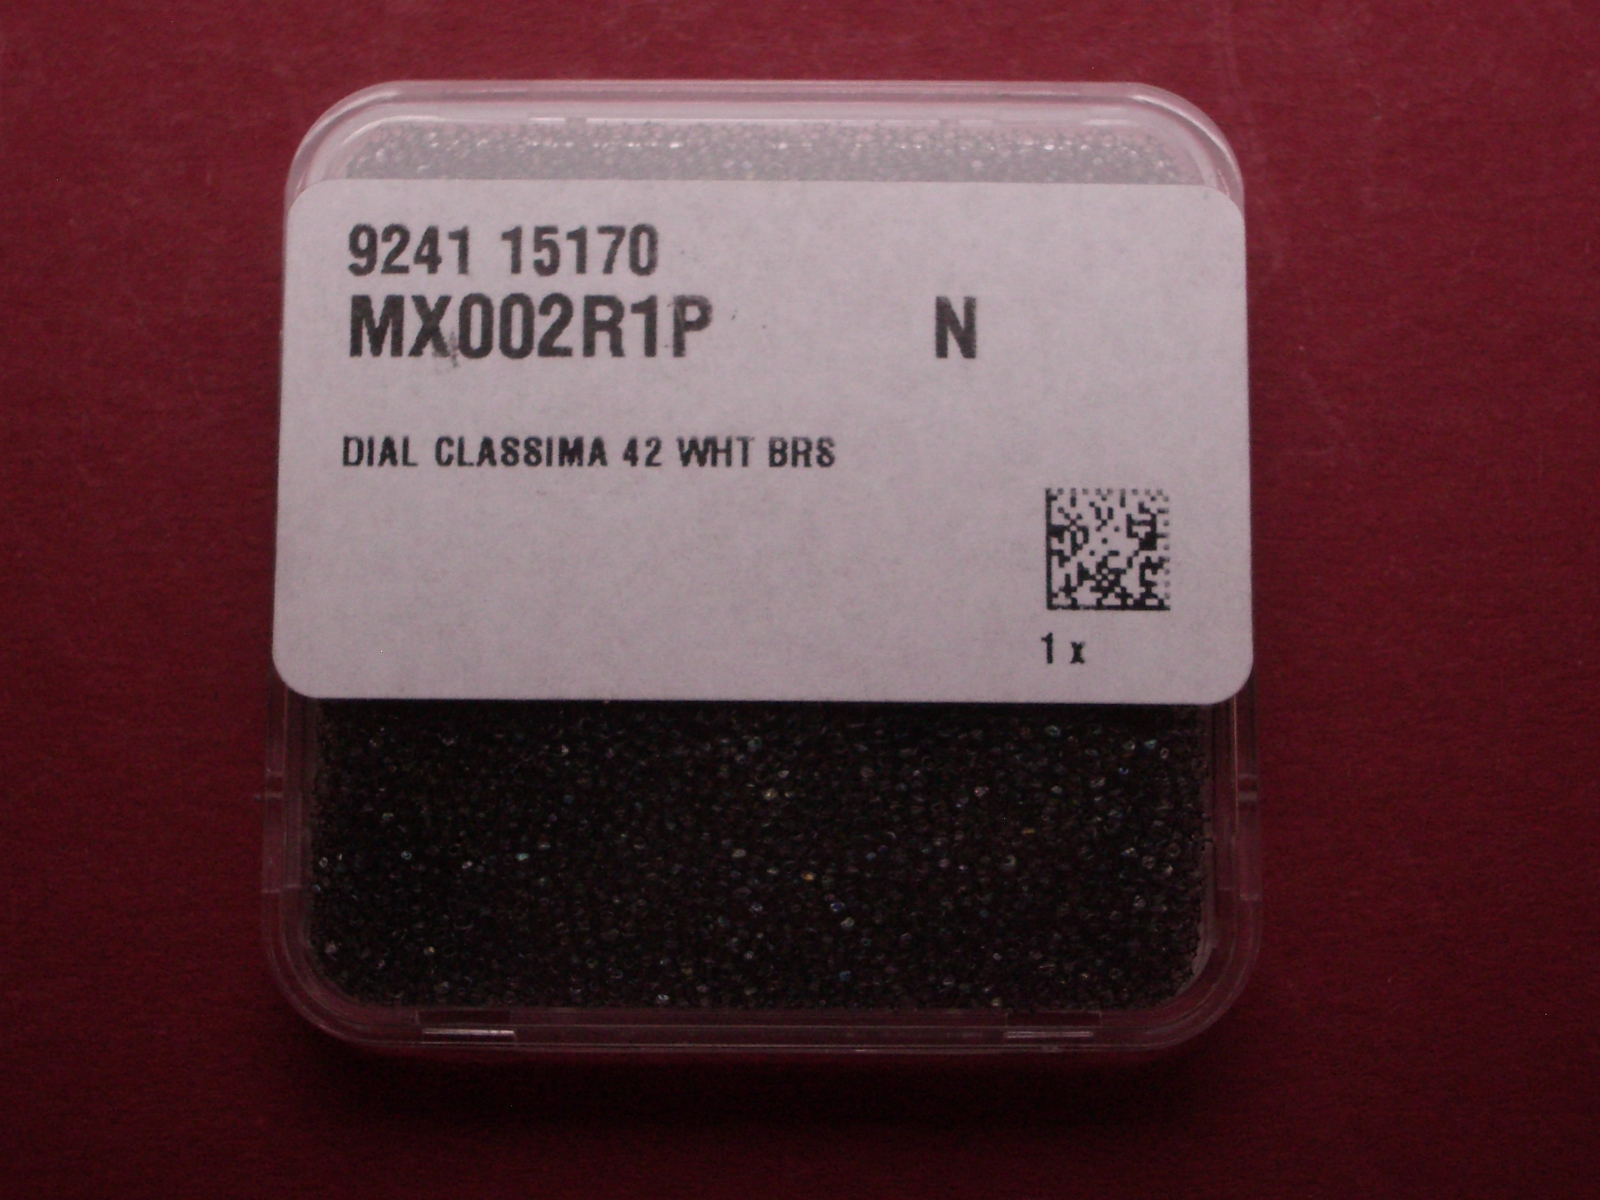 9241 15170
MX002R1P N
DIAL CLASSIMA 42 WHT BRS
1 x